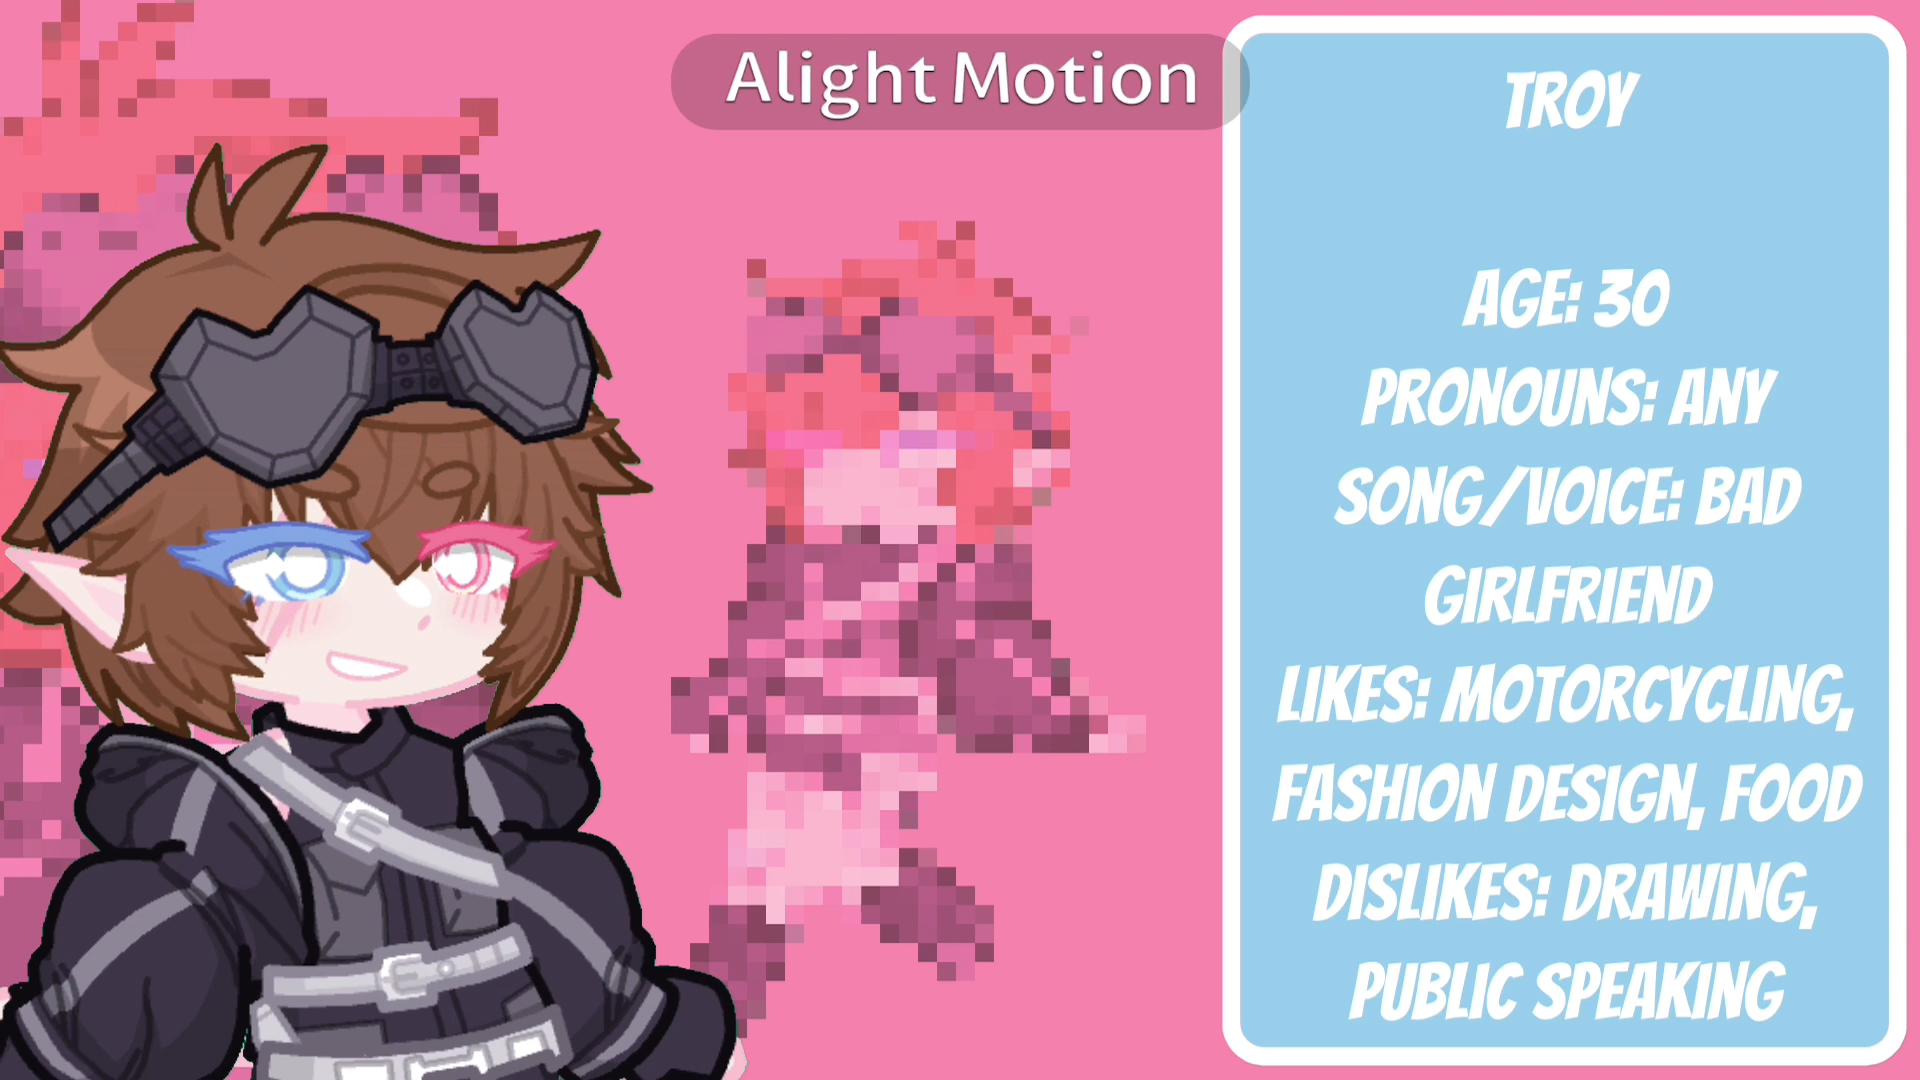 Alight Motion
TROY
AGE: 30
PRONOUNS: ANY
SONG/VOICE: BAD
GIRLFRIEND
LIKES: MOTORCYCLING,
FASHION DESIGN, FOOD
DISLIKES: DRAWING,
PUBLIC SPEAKING